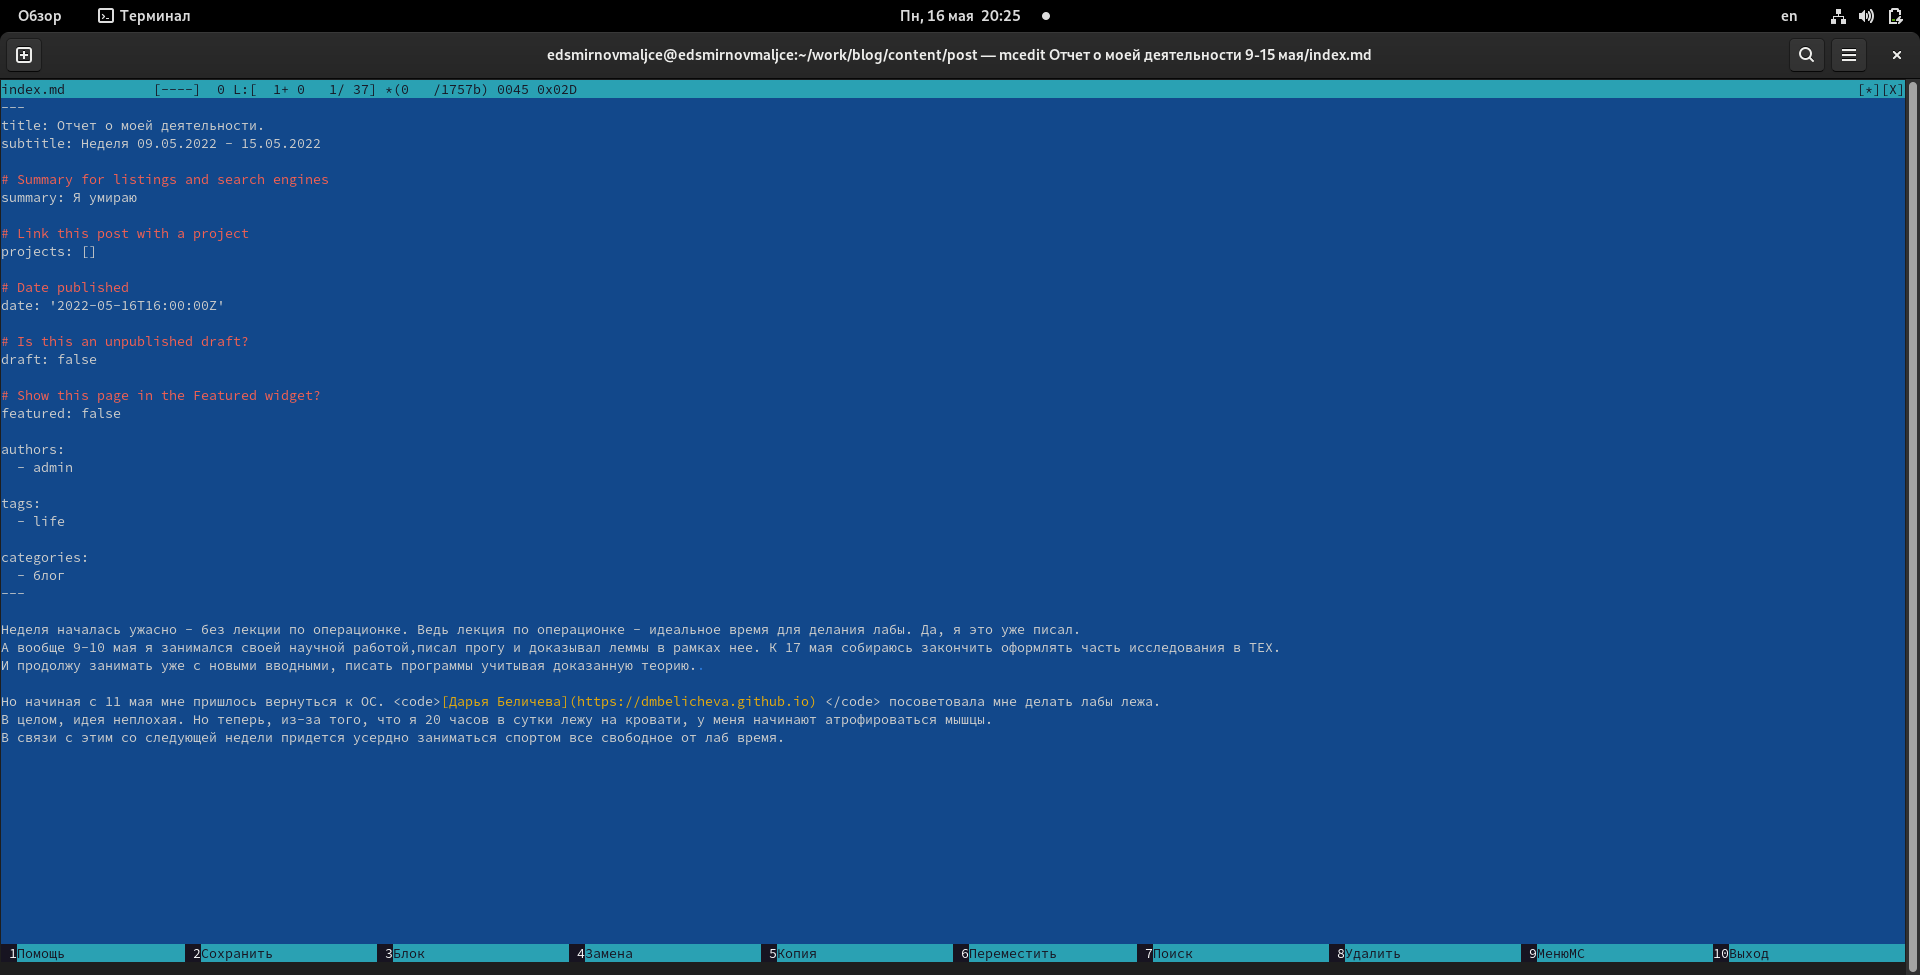 Обзор Терминал Пн, 16 мая 20:25 en
edsmirnovmaljce@edsmirnovmaljce:~/work/blog/content/post — mcedit Отчет о моей деятельности 9-15 мая/index.md
index.md [----] 0 L:[ 1+ 0 1/ 37] *(0 /1757b) 0045 0x02D [*][X]
---
title: Отчет о моей деятельности.
subtitle: Неделя 09.05.2022 - 15.05.2022
# Summary for listings and search engines
summary: Я умираю
# Link this post with a project
projects: []
# Date published
date: '2022-05-16T16:00:00Z'
# Is this an unpublished draft?
draft: false
# Show this page in the Featured widget?
featured: false
authors:
- admin
tags:
- life
categories:
- блог
---
Неделя началась ужасно - без лекции по операционке. Ведь лекция по операционке - идеальное время для делания лабы. Да, я это уже писал.
А вообще 9-10 мая я занимался своей научной работой,писал прогу и доказывал леммы в рамках нее. К 17 мая собираюсь закончить оформлять часть исследования в ТЕХ.
И продолжу занимать уже с новыми вводными, писать программы учитывая доказанную теорию..
Но начиная с 11 мая мне пришлось вернуться к ОС. <code>[Дарья Беличева](https://dmbelicheva.github.io) </code> посоветовала мне делать лабы лежа.
В целом, идея неплохая. Но теперь, из-за того, что я 20 часов в сутки лежу на кровати, у меня начинают атрофироваться мышцы.
В связи с этим со следующей недели придется усердно заниматься спортом все свободное от лаб время.
1Помощь 2Сохранить 3Блок 4Замена 5Копия 6Переместить 7Поиск 8Удалить 9МенюMC 10Выход